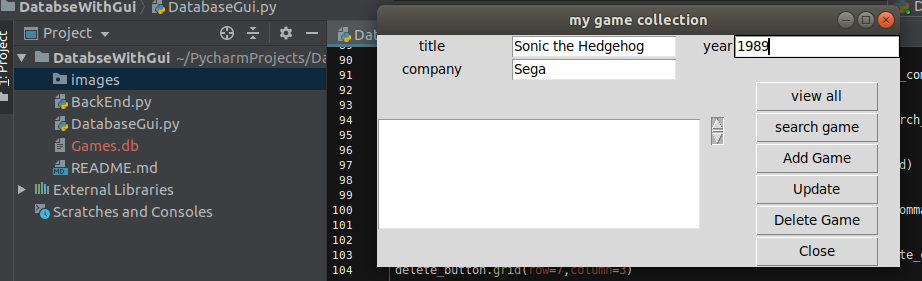 DatabseWithGui DatabaseGui.py
Project
1: Project
DatabseWithGui ~/PycharmProjects/Da
images
BackEnd.py
DatabaseGui.py
Games.db
README.md
External Libraries
Scratches and Consoles
my game collection
title Sonic the Hedgehog year 1989
company Sega
view all
search game
Add Game
Update
Delete Game
Close
90
91
92
93
94
95
96
97
98
99
100
101
102
103
104 delete_button.grid(row=7,column=3)